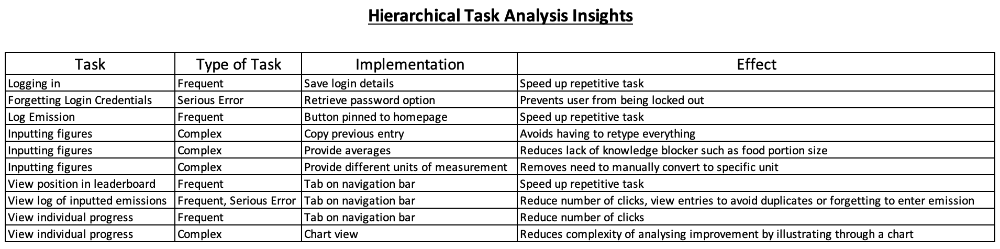 Hierarchical Task Analysis Insights
Task Type of Task Implementation Effect
Logging in Frequent Save login details Speed up repetitive task
Forgetting Login Credentials Serious Error Retrieve password option Prevents user from being locked out
Log Emission Frequent Button pinned to homepage Speed up repetitive task
Inputting figures Complex Copy previous entry Avoids having to retype everything
Inputting figures Complex Provide averages Reduces lack of knowledge blocker such as food portion size
Inputting figures Complex Provide different units of measurement Removes need to manually convert to specific unit
View position in leaderboard Frequent Tab on navigation bar Speed up repetitive task
View log of inputted emissions Frequent, Serious Error Tab on navigation bar Reduce number of clicks, view entries to avoid duplicates or forgetting to enter emission
View individual progress Frequent Tab on navigation bar Reduce number of clicks
View individual progress Complex Chart view Reduces complexity of analysing improvement by illustrating through a chart